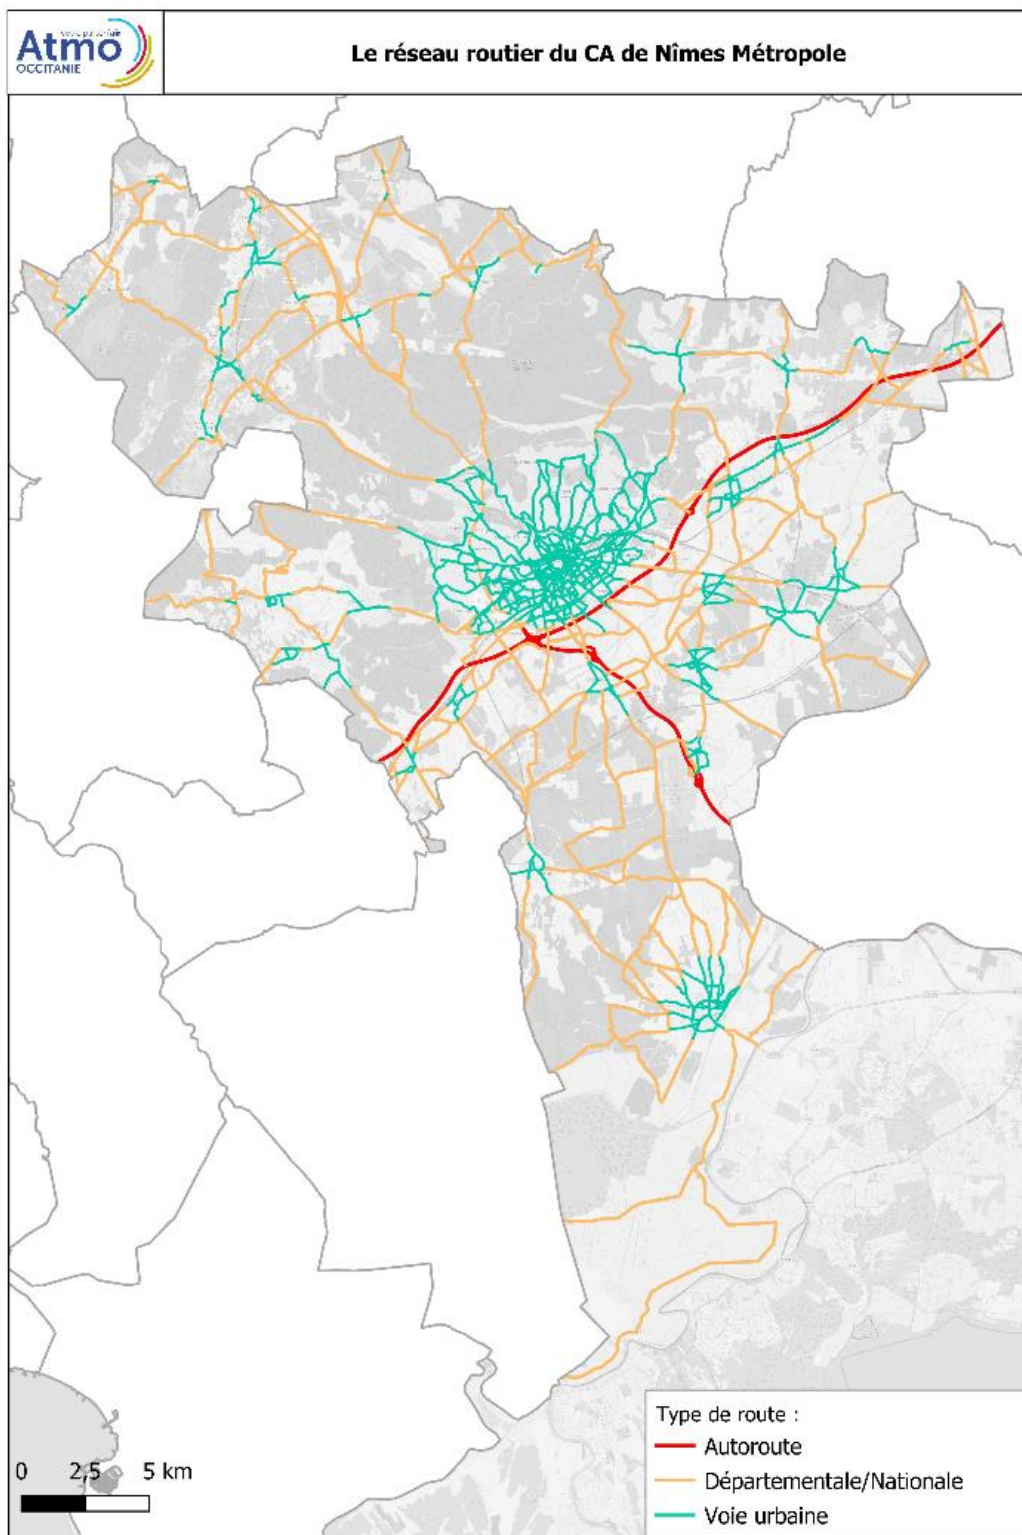 Atmo
OCCITANIE
Le réseau routier du CA de Nîmes Métropole
Type de route :
Autoroute
Départementale/Nationale
Voie urbaine
0 2,5 5 km